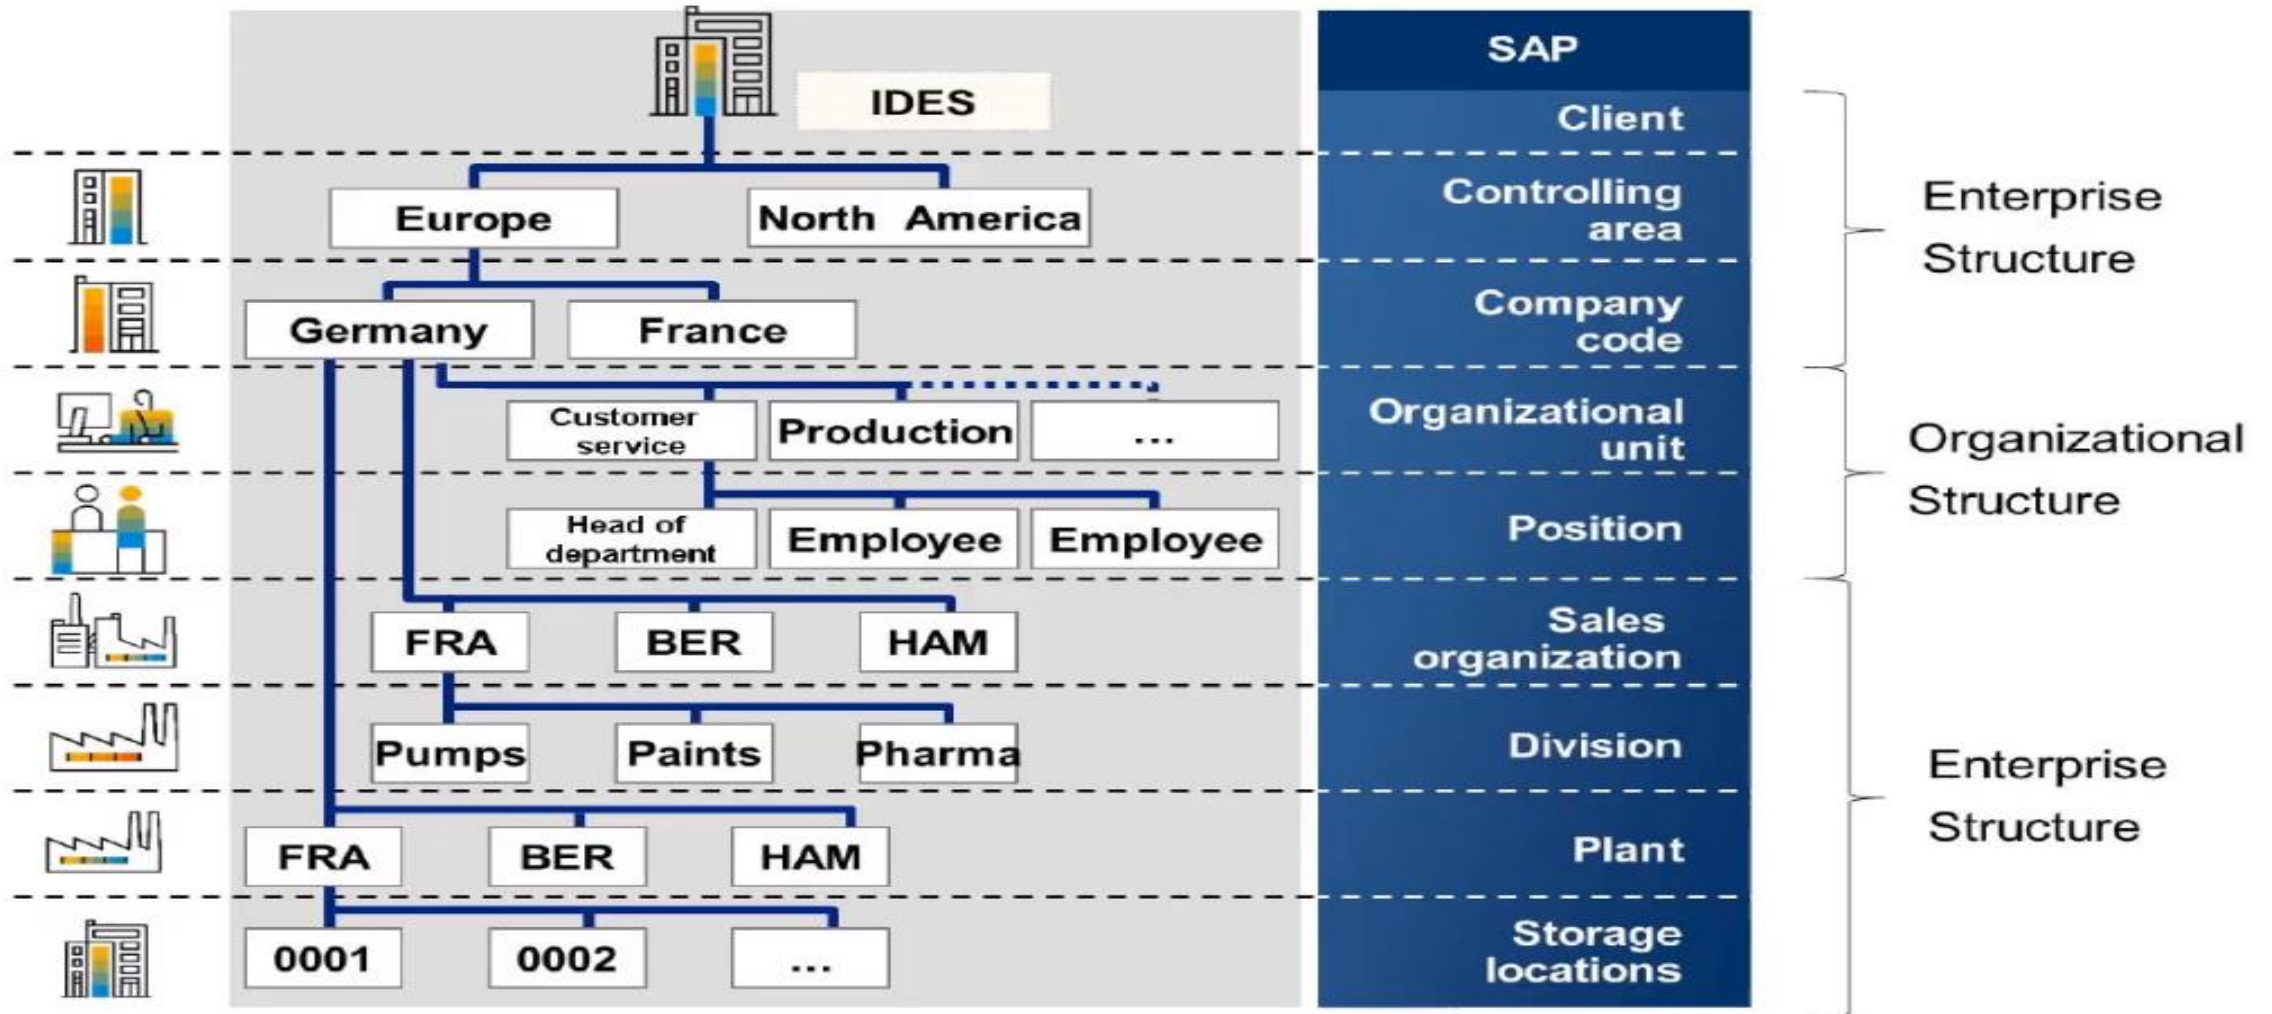 SAP
IDES
Client
Europe
North America
Controlling
area
Enterprise
Structure
Germany
France
Company
code
Customer
service
Production
...
Organizational
unit
Organizational
Structure
Head of
department
Employee
Employee
Position
FRA
BER
HAM
Sales
organization
Pumps
Paints
Pharma
Division
Enterprise
Structure
FRA
BER
HAM
Plant
0001
0002
...
Storage
locations